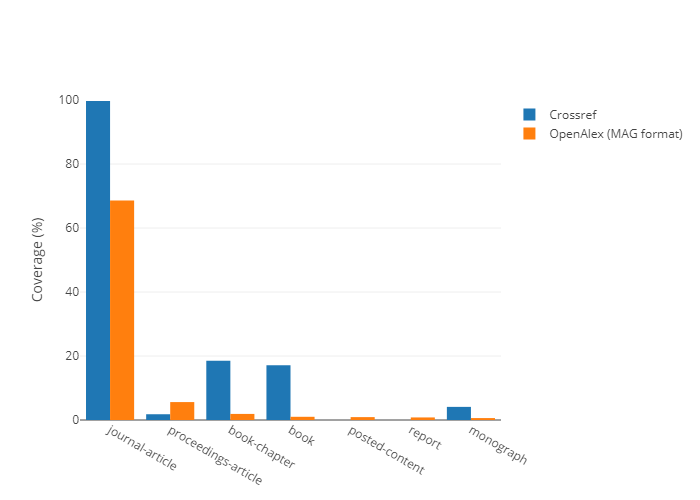 100
80
60
40
20
0
Coverage (%)
journal-article
proceedings-article
book-chapter
book
posted-content
report
monograph
Crossref
OpenAlex (MAG format)